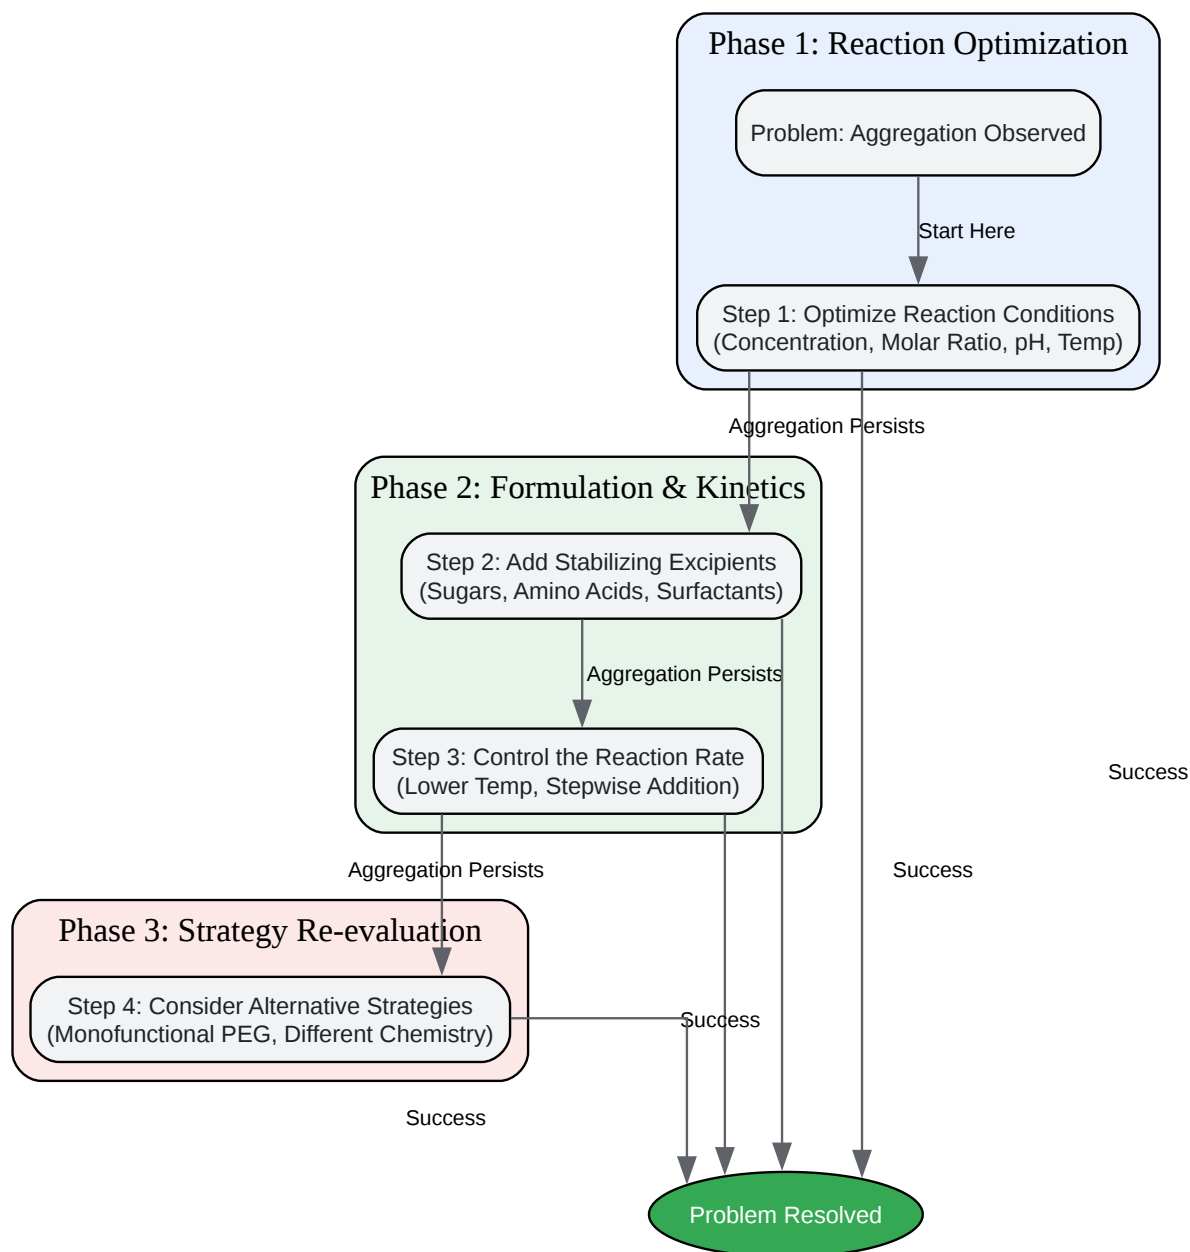 Phase 1: Reaction Optimization
Problem: Aggregation Observed
Start Here
Step 1: Optimize Reaction Conditions
(Concentration, Molar Ratio, pH, Temp)
Aggregation Persists
Phase 2: Formulation & Kinetics
Step 2: Add Stabilizing Excipients
(Sugars, Amino Acids, Surfactants)
Aggregation Persists
Step 3: Control the Reaction Rate
(Lower Temp, Stepwise Addition)
Success
Aggregation Persists
Success
Phase 3: Strategy Re-evaluation
Step 4: Consider Alternative Strategies
(Monofunctional PEG, Different Chemistry)
Success
Success
Problem Resolved